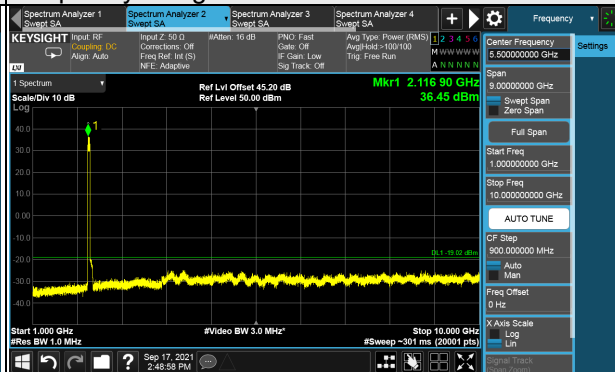 Spectrum Analyzer 1
Swept SA
Spectrum Analyzer 2
Swept SA
Spectrum Analyzer 3
Swept SA
Spectrum Analyzer 4
Swept SA
+
Frequency
KEYSIGHT
LXI
Input: RF
Coupling: DC
Align: Auto
Input Z: 50 Ω
Corrections: Off
Freq Ref: Int (S)
NFE: Adaptive
#Atten: 16 dB
PNO: Fast
Gate: Off
IF Gain: Low
Sig Track: Off
Avg Type: Power (RMS)
Avg|Hold:>100/100
Trig: Free Run
1 2 3 4 5 6
M W W W W W
A N N N N N
1 Spectrum
Scale/Div 10 dB
Ref Lvl Offset 45.20 dB
Ref Level 50.00 dBm
Mkr1 2.116 90 GHz
36.45 dBm
Log
1
40.0
30.0
20.0
10.0
0.00
-10.0
DL1 -19.02 dBm
-20.0
-30.0
-40.0
Start 1.000 GHz
#Res BW 1.0 MHz
#Video BW 3.0 MHz*
Stop 10.000 GHz
#Sweep ~301 ms (20001 pts)
Center Frequency
5.500000000 GHz
Settings
Span
9.00000000 GHz
Swept Span
Zero Span
Full Span
Start Freq
1.000000000 GHz
Stop Freq
10.000000000 GHz
AUTO TUNE
CF Step
900.000000 MHz
Auto
Man
Freq Offset
0 Hz
X Axis Scale
Log
Lin
Signal Track
(Span Zoom)
?
Sep 17, 2021
2:48:58 PM